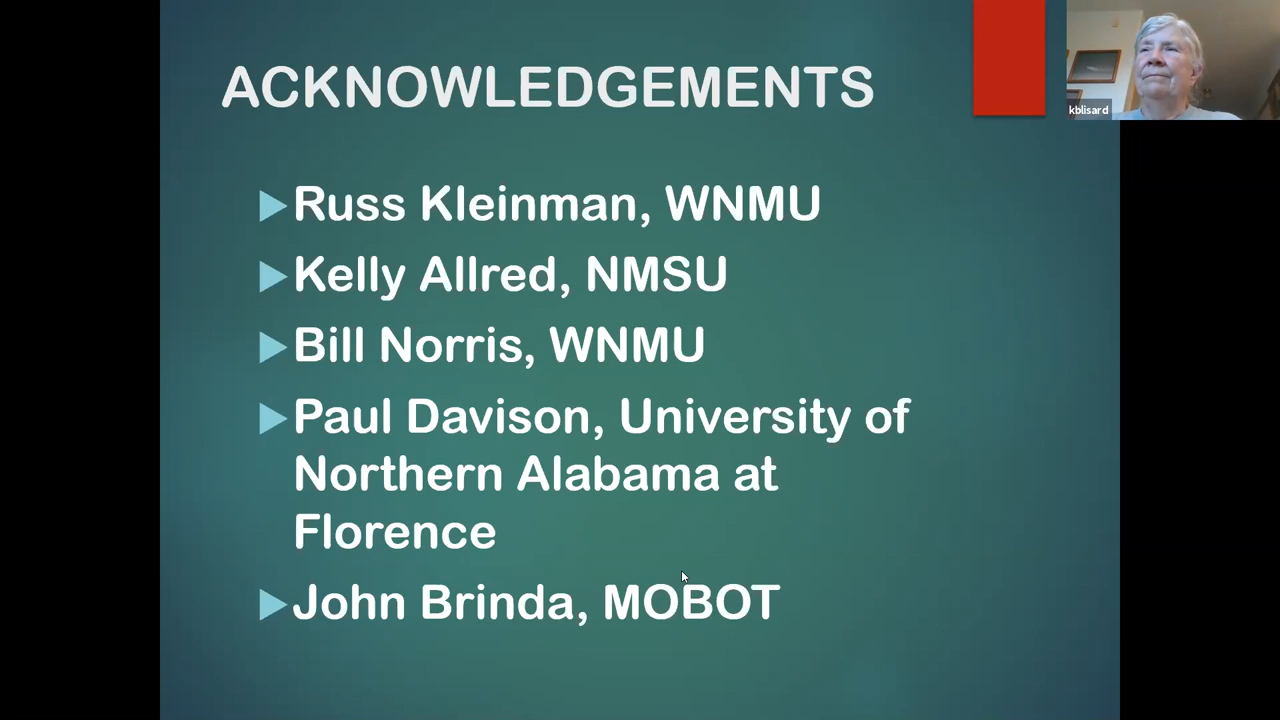 ACKNOWLEDGEMENTS
kblisard
Russ Kleinman, WNMU
Kelly Allred, NMSU
Bill Norris, WNMU
Paul Davison, University of
Northern Alabama at
Florence
John Brinda, MOBOT